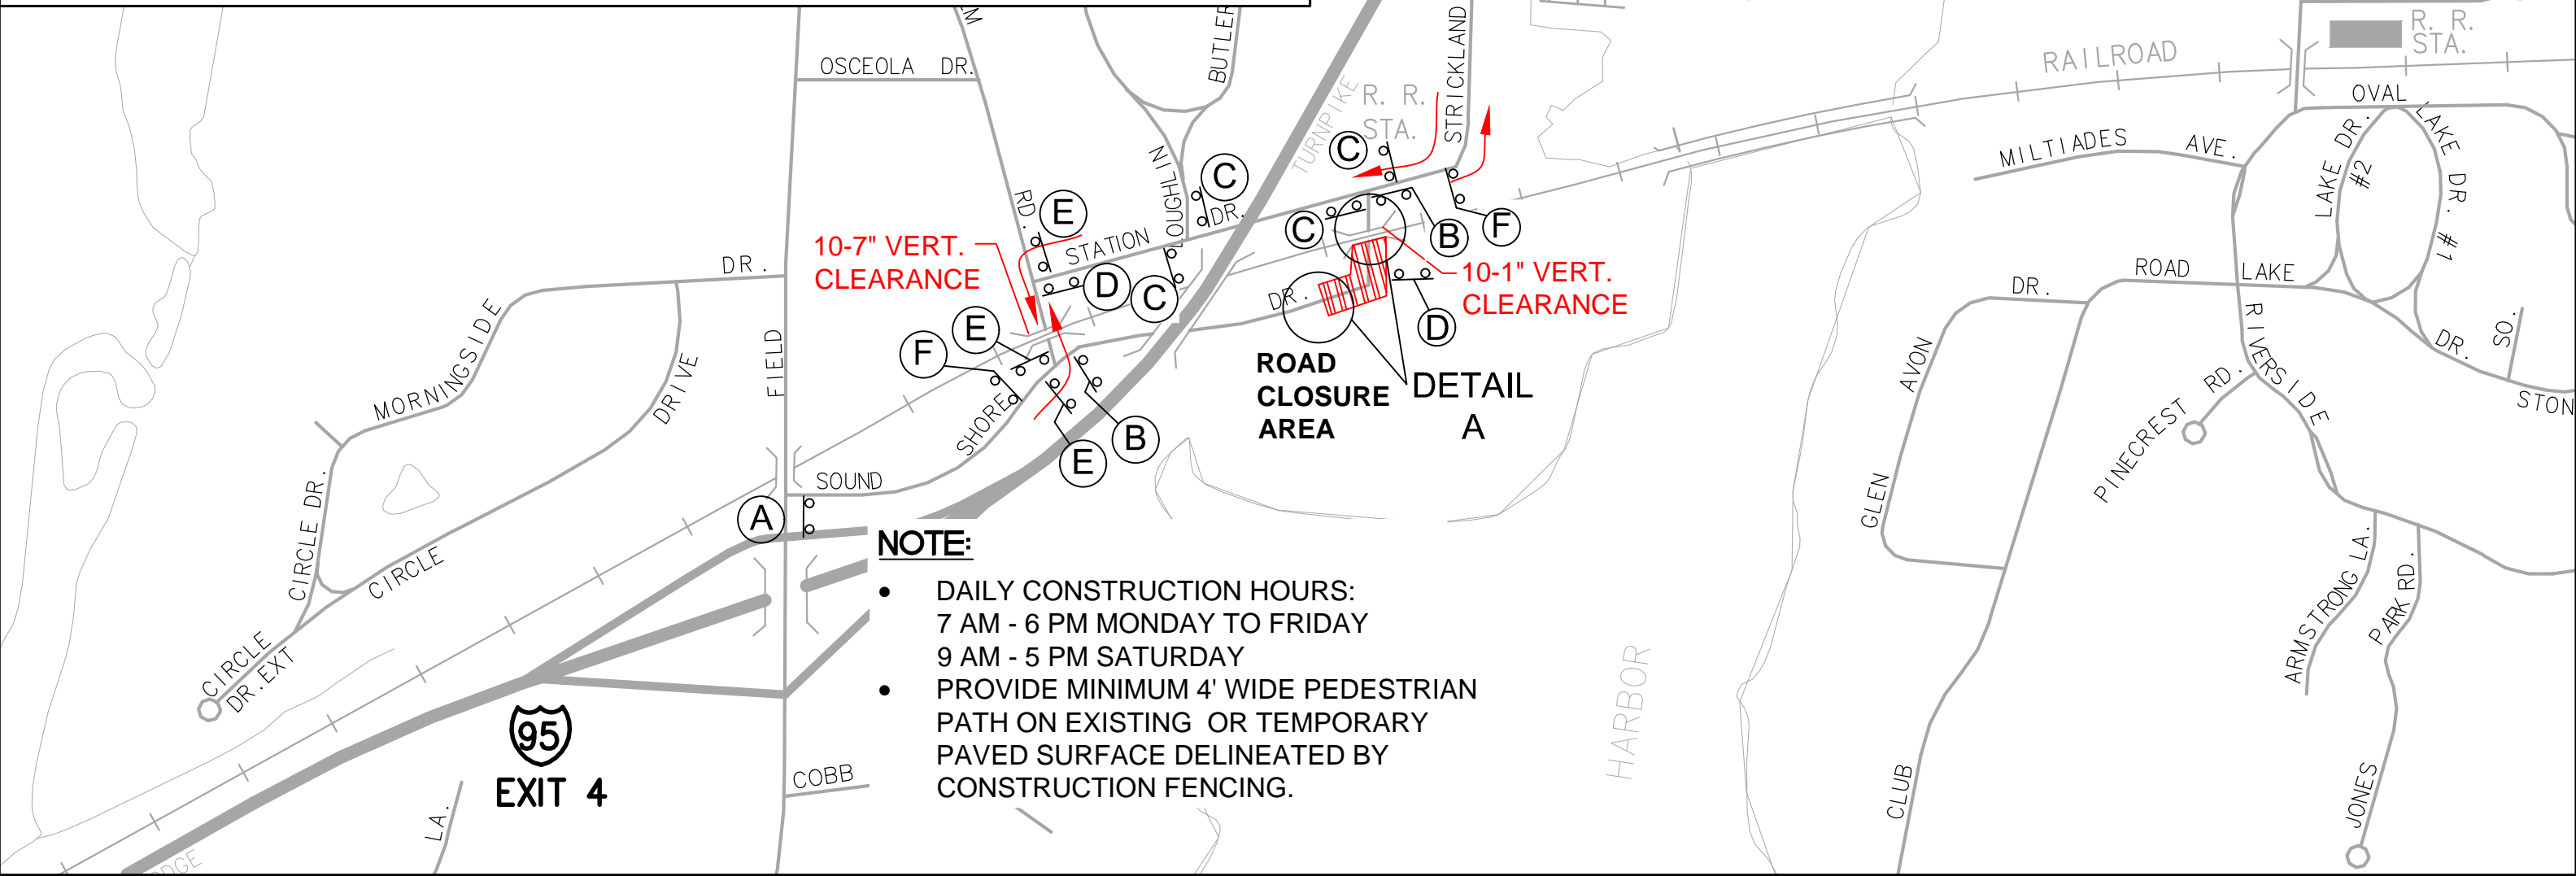 EM
BUTLER
STRICKLAND
R. R.
STA.
OSCEOLA DR.
RAILROAD
TURNPIKE
R. R.
STA.
OVAL
LAKE DR.
#2
LAKE DR. #1
MILTIADES AVE.
C
C
LOUGHLIN
DR.
RD.
E
STATION
C
B
F
10-7" VERT.
CLEARANCE
D
C
10-1" VERT.
CLEARANCE
D
DR.
DR.
MORNINGSIDE
DRIVE
FIELD
F
E
SHORE
E
B
ROAD
CLOSURE
AREA
DETAIL
A
DR.
ROAD
LAKE
DR.
SO.
STON
AVON
GLEN
RIVERSIDE
PINECREST RD.
CIRCLE DR.
CIRCLE
CIRCLE
DR.EXT
SOUND
A
NOTE:
• DAILY CONSTRUCTION HOURS:
7 AM - 6 PM MONDAY TO FRIDAY
9 AM - 5 PM SATURDAY
• PROVIDE MINIMUM 4' WIDE PEDESTRIAN
PATH ON EXISTING OR TEMPORARY
PAVED SURFACE DELINEATED BY
CONSTRUCTION FENCING.
95
EXIT 4
LA.
COBB
HARBOR
CLUB
ARMSTRONG LA.
PARK RD.
JONES
DGE